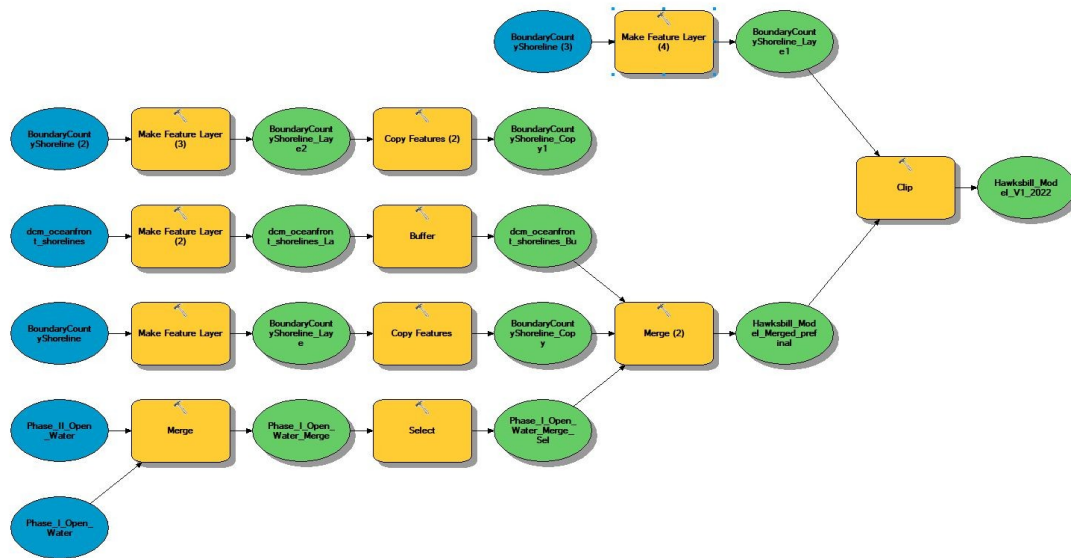 BoundaryCount
yShoreline (3)
Make Feature Layer
(4)
BoundaryCount
yShoreline_Lay
e1
BoundaryCount
yShoreline (2)
Make Feature Layer
(3)
BoundaryCount
yShoreline_Lay
e2
Copy Features (2)
BoundaryCount
yShoreline_Cop
y1
Clip
Hawksbill_Mod
el_V1_2022
dcm_oceanfron
t_shorelines
Make Feature Layer
(2)
dcm_oceanfron
t_shorelines_La
Buffer
dcm_oceanfron
t_shorelines_Bu
BoundaryCount
yShoreline
Make Feature Layer
BoundaryCount
yShoreline_Lay
e
Copy Features
BoundaryCount
yShoreline_Cop
y
Merge (2)
Hawksbill_Mod
el_Merged_pref
inal
Phase_II_Open
_Water
Merge
Phase_I_Open_
Water_Merge
Select
Phase_I_Open_
Water_Merge_
Sel
Phase_I_Open_
Water